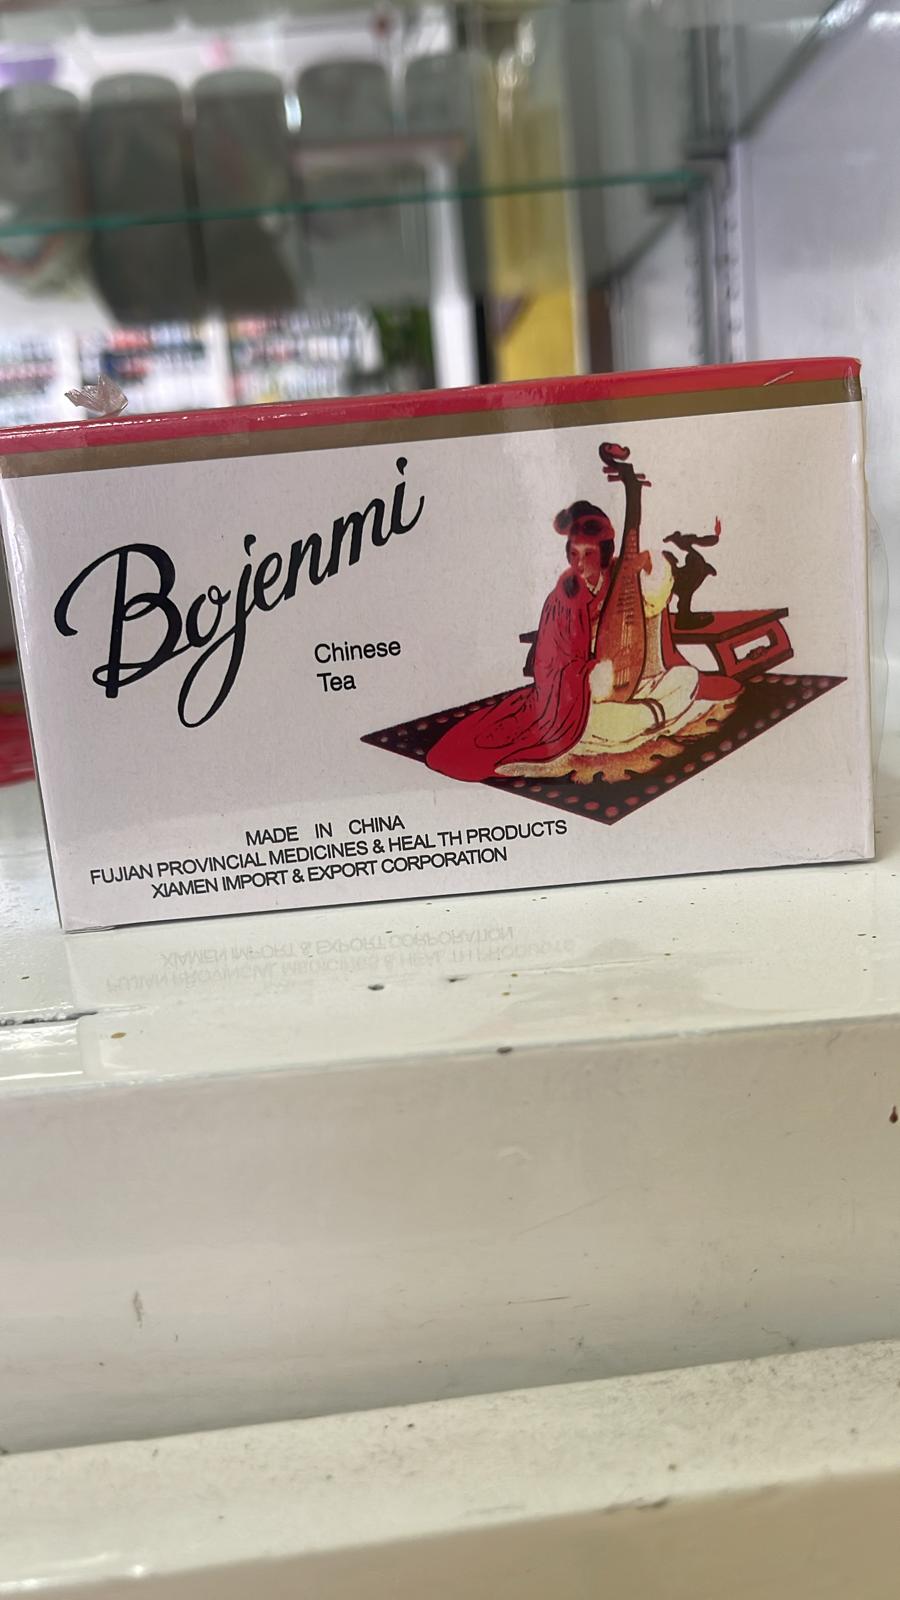 Bojenmi
Chinese
Tea
MADE IN CHINA
FUJIAN PROVINCIAL MEDICINES & HEAL TH PRODUCTS
XIAMEN IMPORT & EXPORT CORPORATION